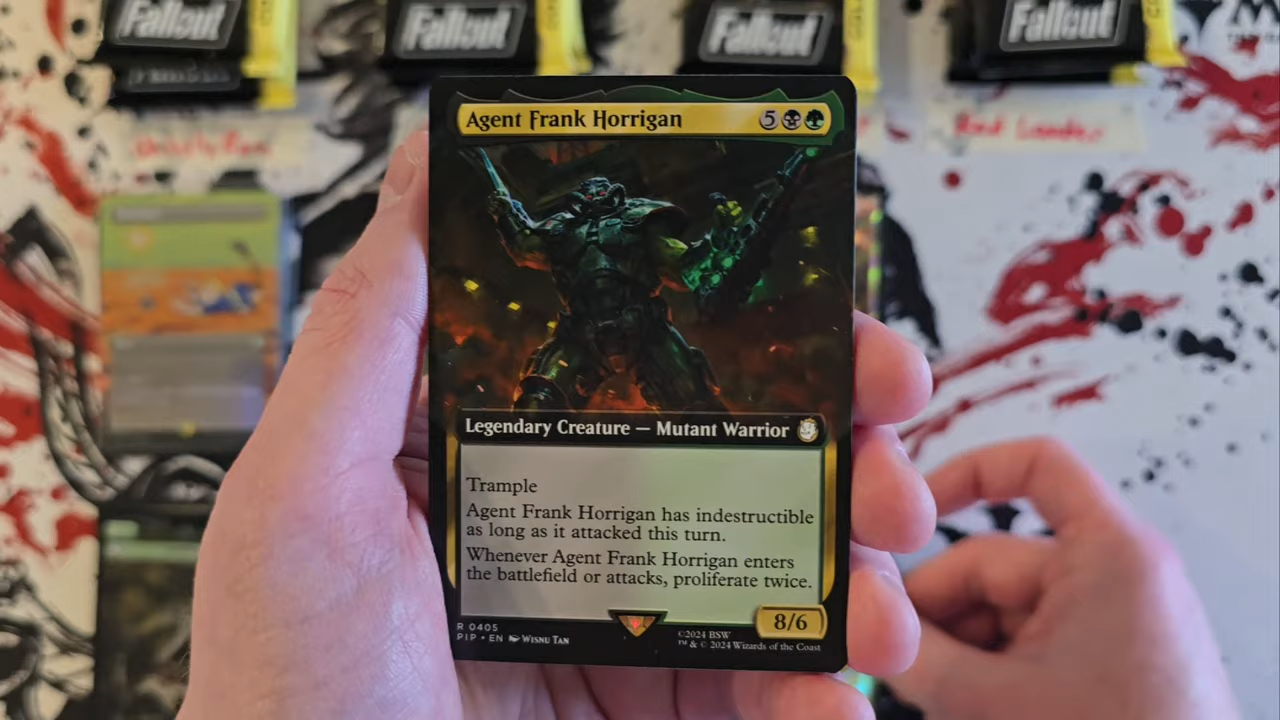 Fallout
Fallout
Fallout
Fallout
Red Leader
Agent Frank Horrigan
5
Legendary Creature — Mutant Warrior
Trample
Agent Frank Horrigan has indestructible
as long as it attacked this turn.
Whenever Agent Frank Horrigan enters
the battlefield or attacks, proliferate twice.
8/6
R 0405
PIP • EN Wisnu Tan
©2024 BSW
™ & © 2024 Wizards of the Coast